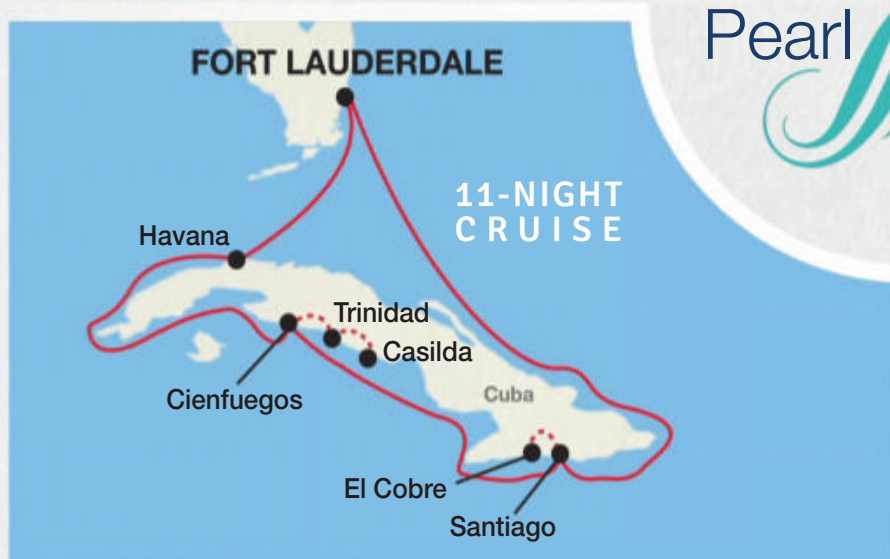 Pearl
FORT LAUDERDALE
11-NIGHT
CRUISE
Havana
Trinidad
Casilda
Cienfuegos
Cuba
El Cobre
Santiago